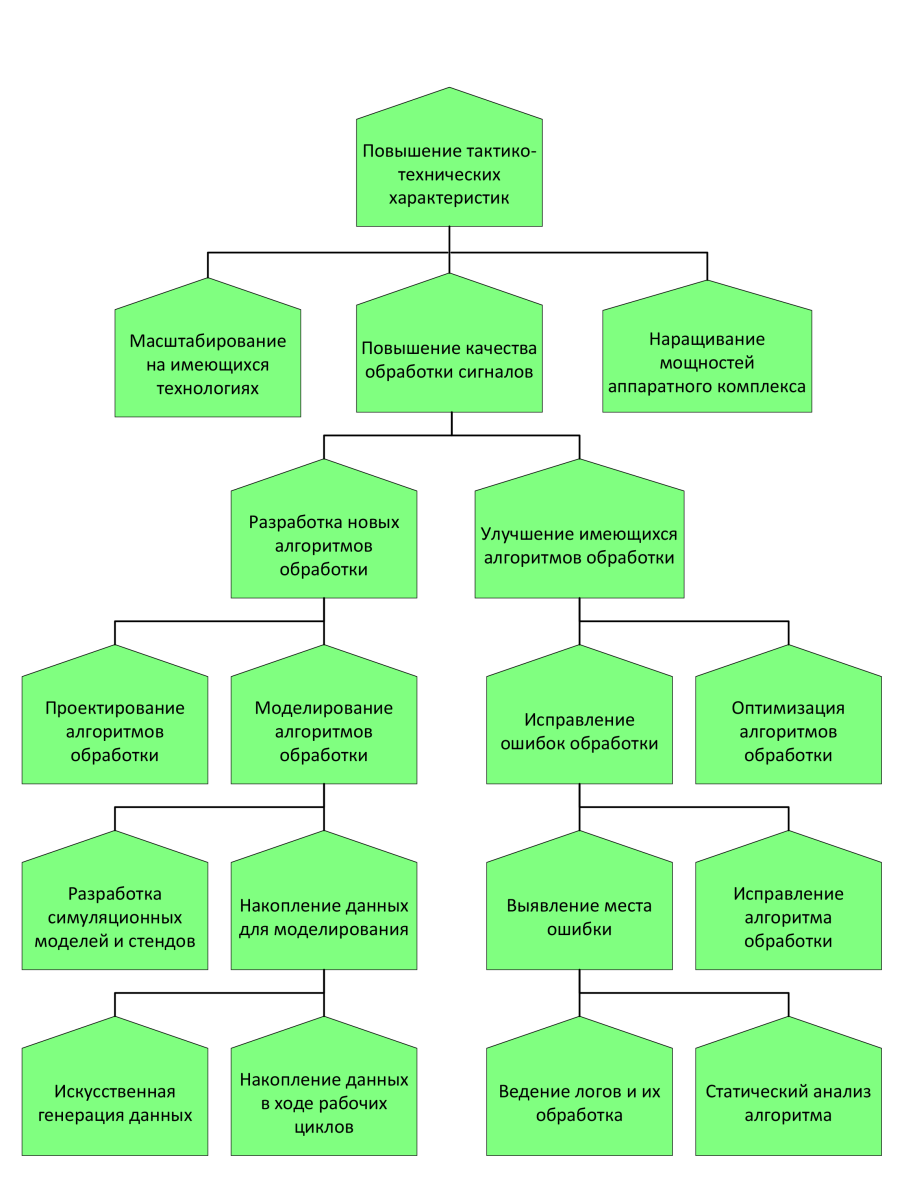 Повышение тактико-
технических
характеристик
Масштабирование
на имеющихся
технологиях
Повышение качества
обработки сигналов
Наращивание
мощностей
аппаратного комплекса
Разработка новых
алгоритмов
обработки
Улучшение имеющихся
алгоритмов обработки
Проектирование
алгоритмов
обработки
Моделирование
алгоритмов
обработки
Исправление
ошибок обработки
Оптимизация
алгоритмов
обработки
Разработка
симуляционных
моделей и стендов
Накопление данных
для моделирования
Выявление места
ошибки
Исправление
алгоритма
обработки
Искусственная
генерация данных
Накопление данных
в ходе рабочих
циклов
Ведение логов и их
обработка
Статический анализ
алгоритма